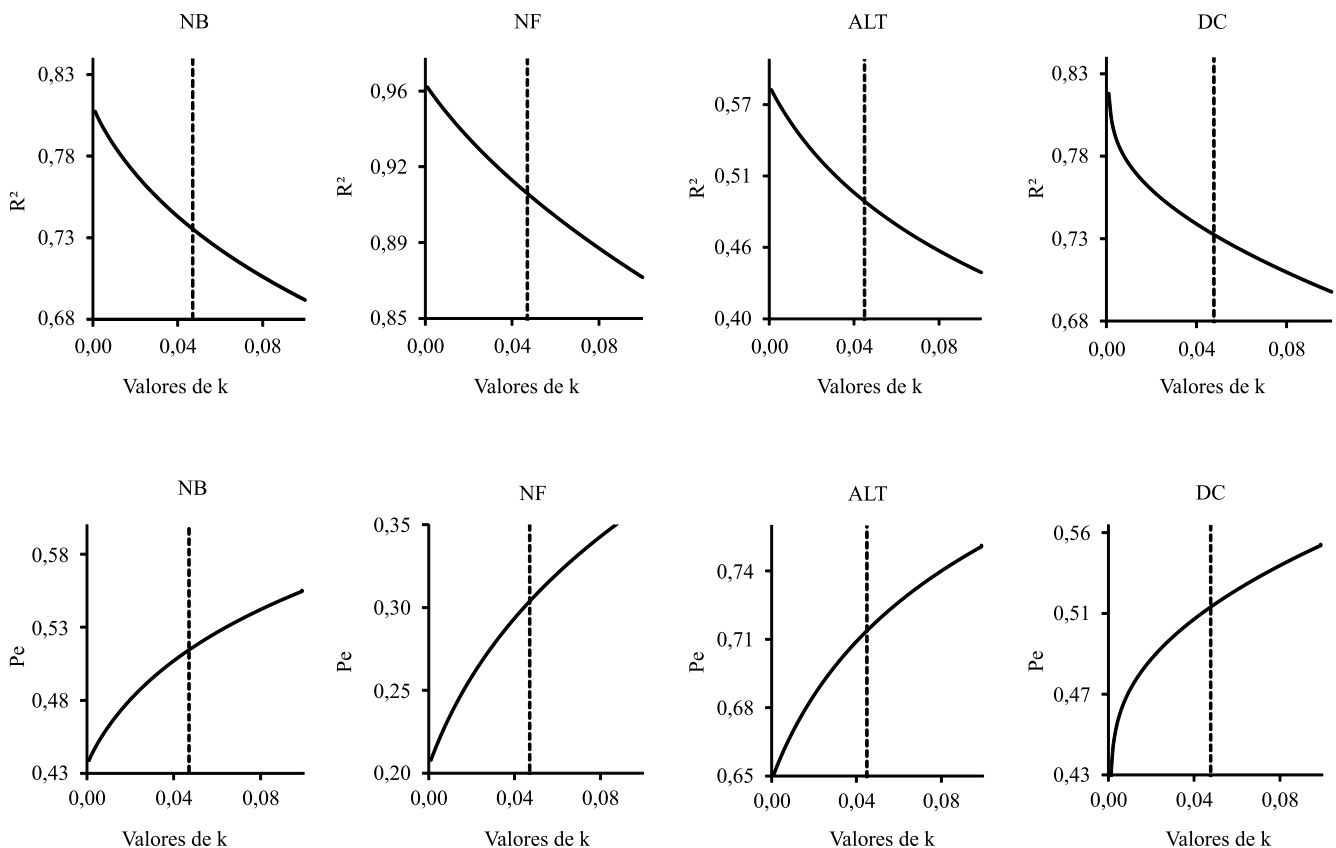 NB
NF
ALT
DC
0,83
0,78
0,73
0,68
R²
0,00 0,04 0,08
Valores de k
0,96
0,92
0,89
0,85
R²
0,00 0,04 0,08
Valores de k
0,57
0,51
0,46
0,40
R²
0,00 0,04 0,08
Valores de k
0,83
0,78
0,73
0,68
R²
0,00 0,04 0,08
Valores de k
NB
NF
ALT
DC
0,58
0,53
0,48
0,43
Pe
0,00 0,04 0,08
Valores de k
0,35
0,30
0,25
0,20
Pe
0,00 0,04 0,08
Valores de k
0,74
0,71
0,68
0,65
Pe
0,00 0,04 0,08
Valores de k
0,56
0,51
0,47
0,43
Pe
0,00 0,04 0,08
Valores de k